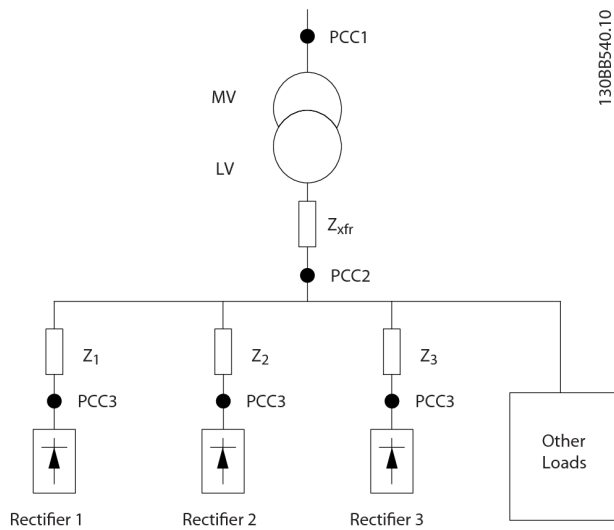 PCC1
130BB540.10
MV
LV
Zxfr
PCC2
Z1
Z2
Z3
PCC3
PCC3
PCC3
Other
Loads
Rectifier 1
Rectifier 2
Rectifier 3